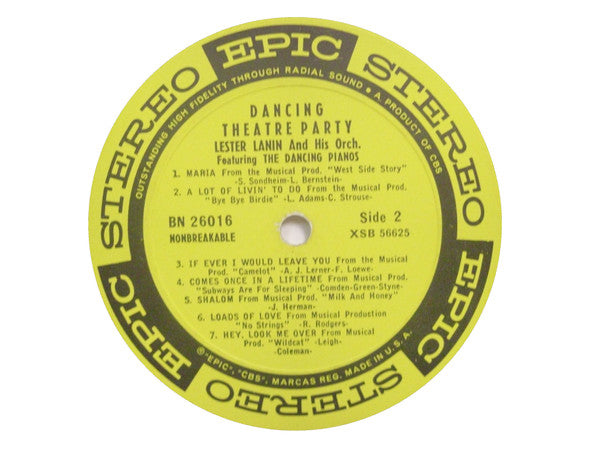 EPIC STEREO EPIC STEREO EPIC STEREO
OUTSTANDING HIGH FIDELITY THROUGH RADIAL SOUND • A PRODUCT OF CBS
DANCING
THEATRE PARTY
LESTER LANIN And His Orch.
Featuring THE DANCING PIANOS
1. MARIA From the Musical Prod. "West Side Story"
-S. Sondheim-L. Bernstein-
2. A LOT OF LIVIN' TO DO From the Musical Prod.
"Bye Bye Birdie" -L. Adams-C. Strouse-
BN 26016 Side 2
NONBREAKABLE XSB 56625
3. IF EVER I WOULD LEAVE YOU From the Musical
Prod. "Camelot" -A. J. Lerner-F. Loewe-
4. COMES ONCE IN A LIFETIME From Musical Prod.
"Subways Are For Sleeping" -Comden-Green-Styne-
5. SHALOM From Musical Prod. "Milk And Honey"
-J. Herman-
6. LOADS OF LOVE From Musical Production
"No Strings" -R. Rodgers-
7. HEY, LOOK ME OVER From Musical
Prod. "Wildcat" -Leigh-
-Coleman-
® "EPIC", "CBS", MARCAS REG. MADE IN U.S.A.